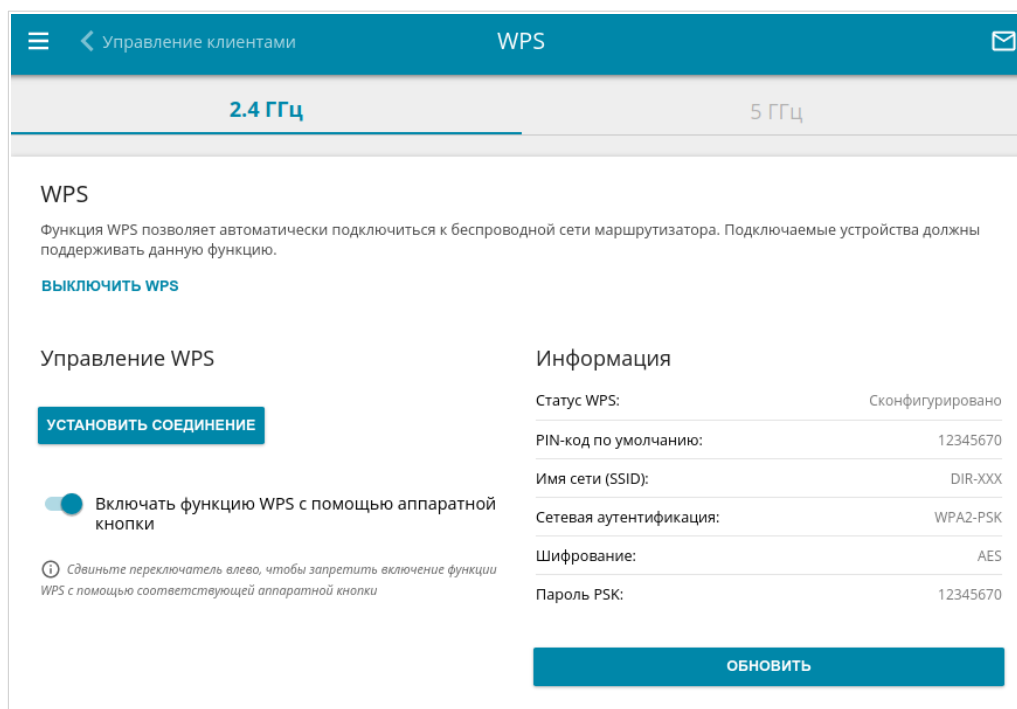 Управление клиентами
WPS
2.4 ГГц
5 ГГц
WPS
Функция WPS позволяет автоматически подключиться к беспроводной сети маршрутизатора. Подключаемые устройства должны
поддерживать данную функцию.
ВЫКЛЮЧИТЬ WPS
Управление WPS
УСТАНОВИТЬ СОЕДИНЕНИЕ
Включать функцию WPS с помощью аппаратной
кнопки
Сдвиньте переключатель влево, чтобы запретить включение функции
WPS с помощью соответствующей аппаратной кнопки
Информация
Статус WPS: Сконфигурировано
PIN-код по умолчанию: 12345670
Имя сети (SSID): DIR-XXX
Сетевая аутентификация: WPA2-PSK
Шифрование: AES
Пароль PSK: 12345670
ОБНОВИТЬ